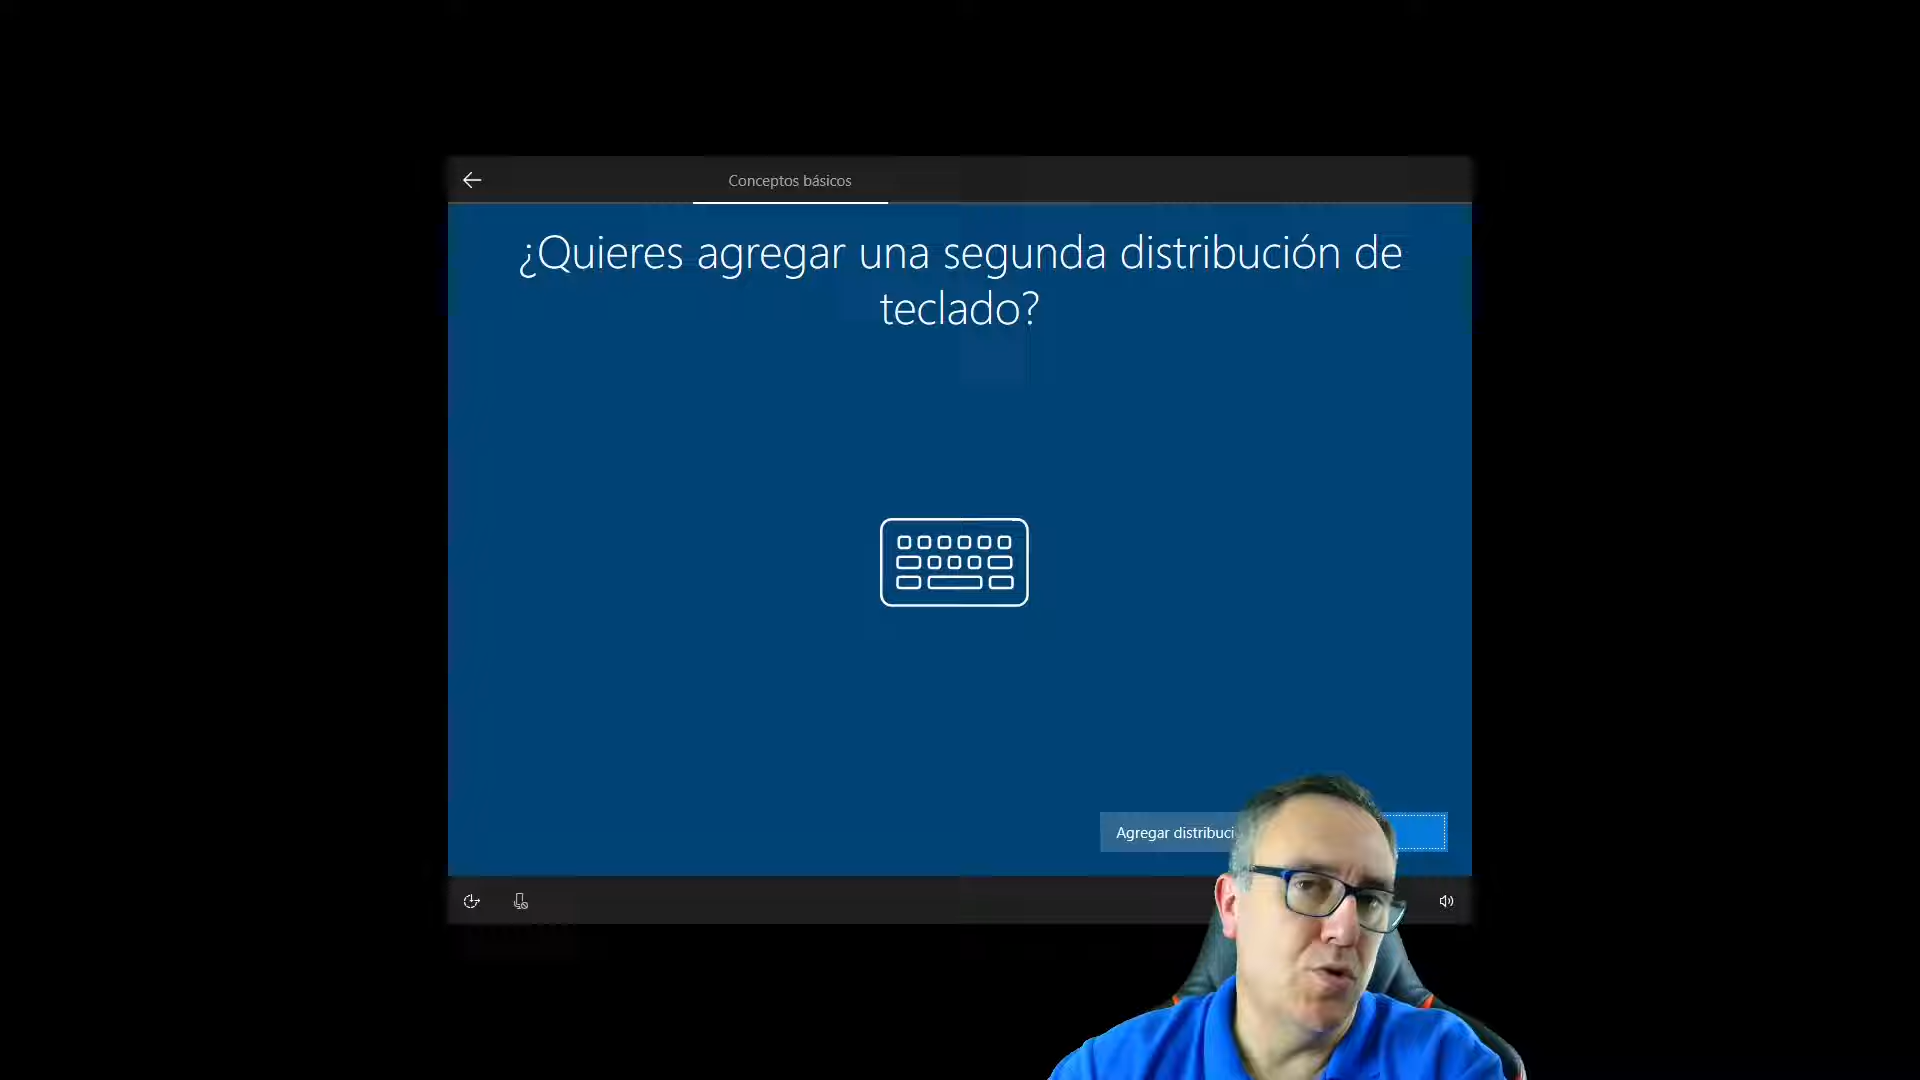 Conceptos básicos
¿Quieres agregar una segunda distribución de
teclado?
Agregar distribuci